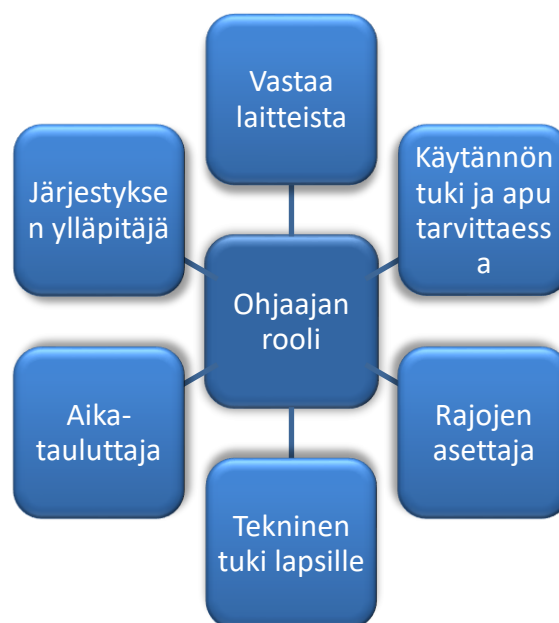 Vastaa
laitteista
Käytännön
tuki ja apu
tarvittaess
a
Järjestykse
n ylläpitäjä
Ohjaajan
rooli
Aika-
tauluttaja
Rajojen
asettaja
Tekninen
tuki lapsille